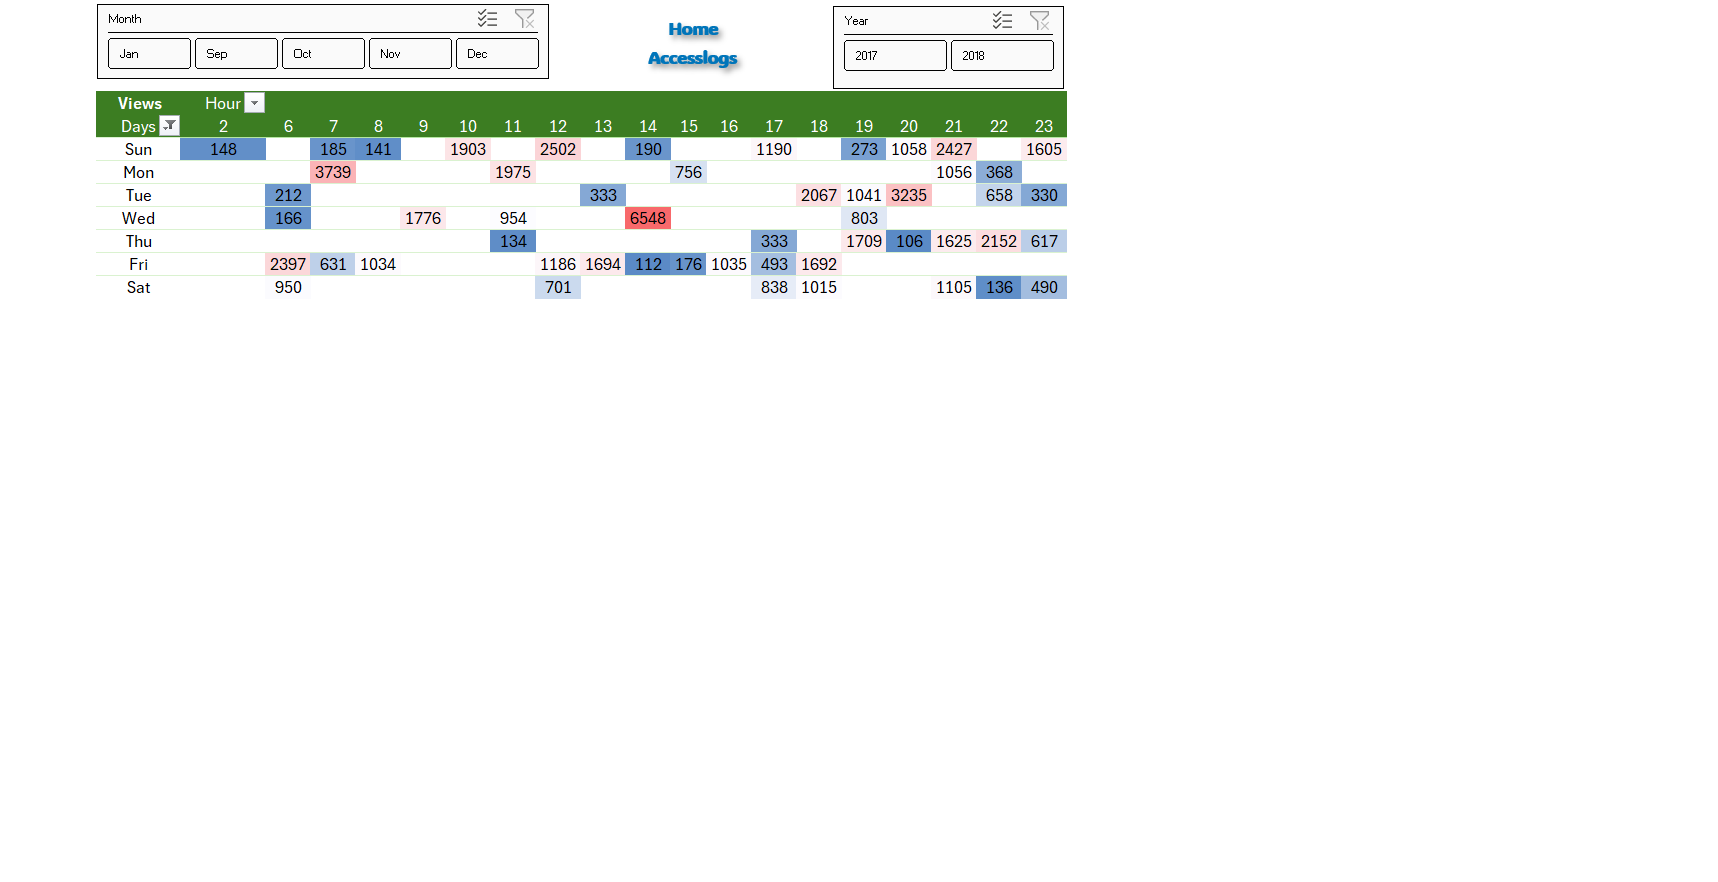 Month
Jan Sep Oct Nov Dec
Home
Accesslogs
Year
2017 2018
Views Hour
Days 2 6 7 8 9 10 11 12 13 14 15 16 17 18 19 20 21 22 23
Sun 148 185 141 1903 2502 190 1190 273 1058 2427 1605
Mon 3739 1975 756 1056 368
Tue 212 333 2067 1041 3235 658 330
Wed 166 1776 954 6548 803
Thu 134 333 1709 106 1625 2152 617
Fri 2397 631 1034 1186 1694 112 176 1035 493 1692
Sat 950 701 838 1015 1105 136 490